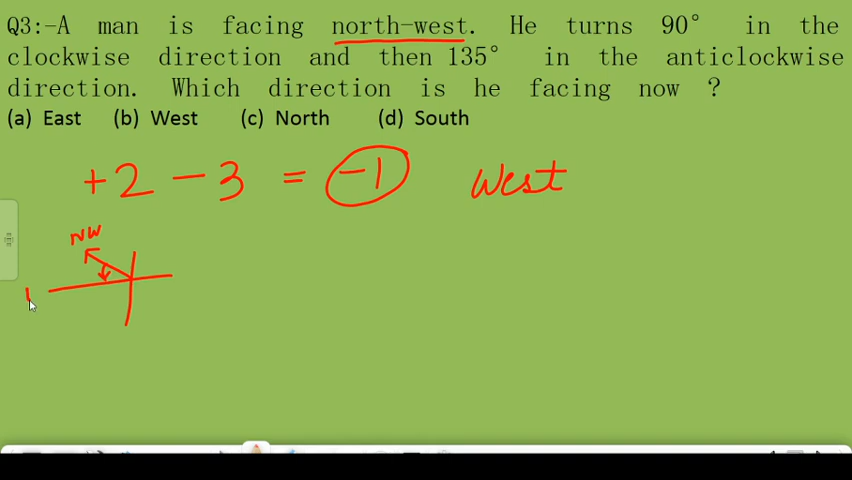 Q3:-A man is facing north-west. He turns 90° in the
clockwise direction and then 135° in the anticlockwise
direction. Which direction is he facing now ?
(a) East (b) West (c) North (d) South
+2 -3 = -1 West
NW